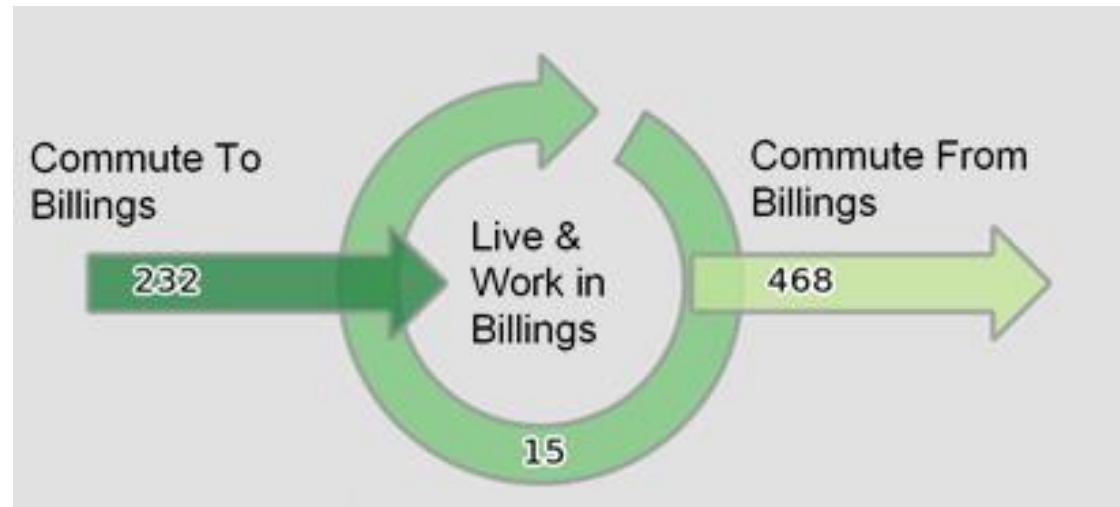 Commute To
Billings
232
Live &
Work in
Billings
15
Commute From
Billings
468